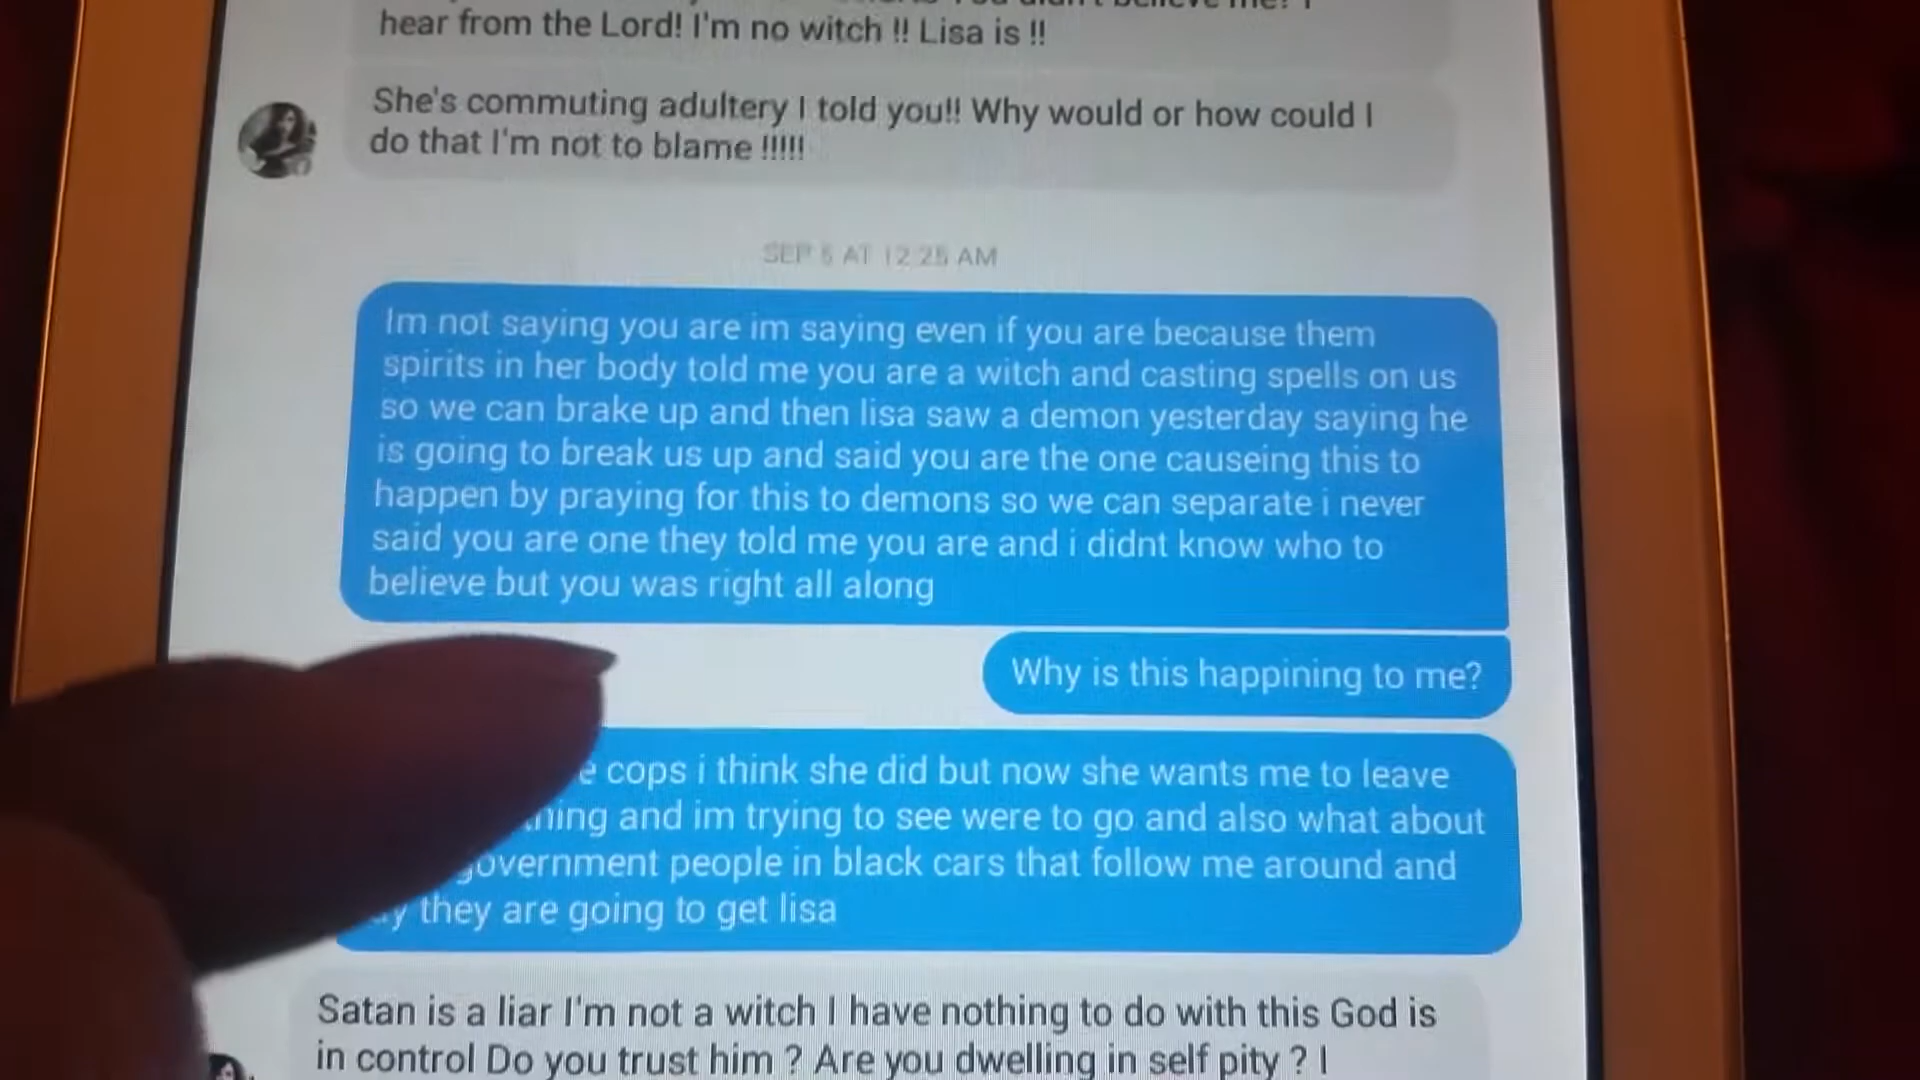 hear from the Lord! I'm no witch !! Lisa is !!
She's commuting adultery I told you!! Why would or how could I
do that I'm not to blame !!!!!
SEP 5 AT 12:25 AM
Im not saying you are im saying even if you are because them
spirits in her body told me you are a witch and casting spells on us
so we can brake up and then lisa saw a demon yesterday saying he
is going to break us up and said you are the one causeing this to
happen by praying for this to demons so we can separate i never
said you are one they told me you are and i didnt know who to
believe but you was right all along
Why is this happining to me?
cops i think she did but now she wants me to leave
and im trying to see were to go and also what about
government people in black cars that follow me around and
they are going to get lisa
Satan is a liar I'm not a witch I have nothing to do with this God is
in control Do you trust him ? Are you dwelling in self pity ? I